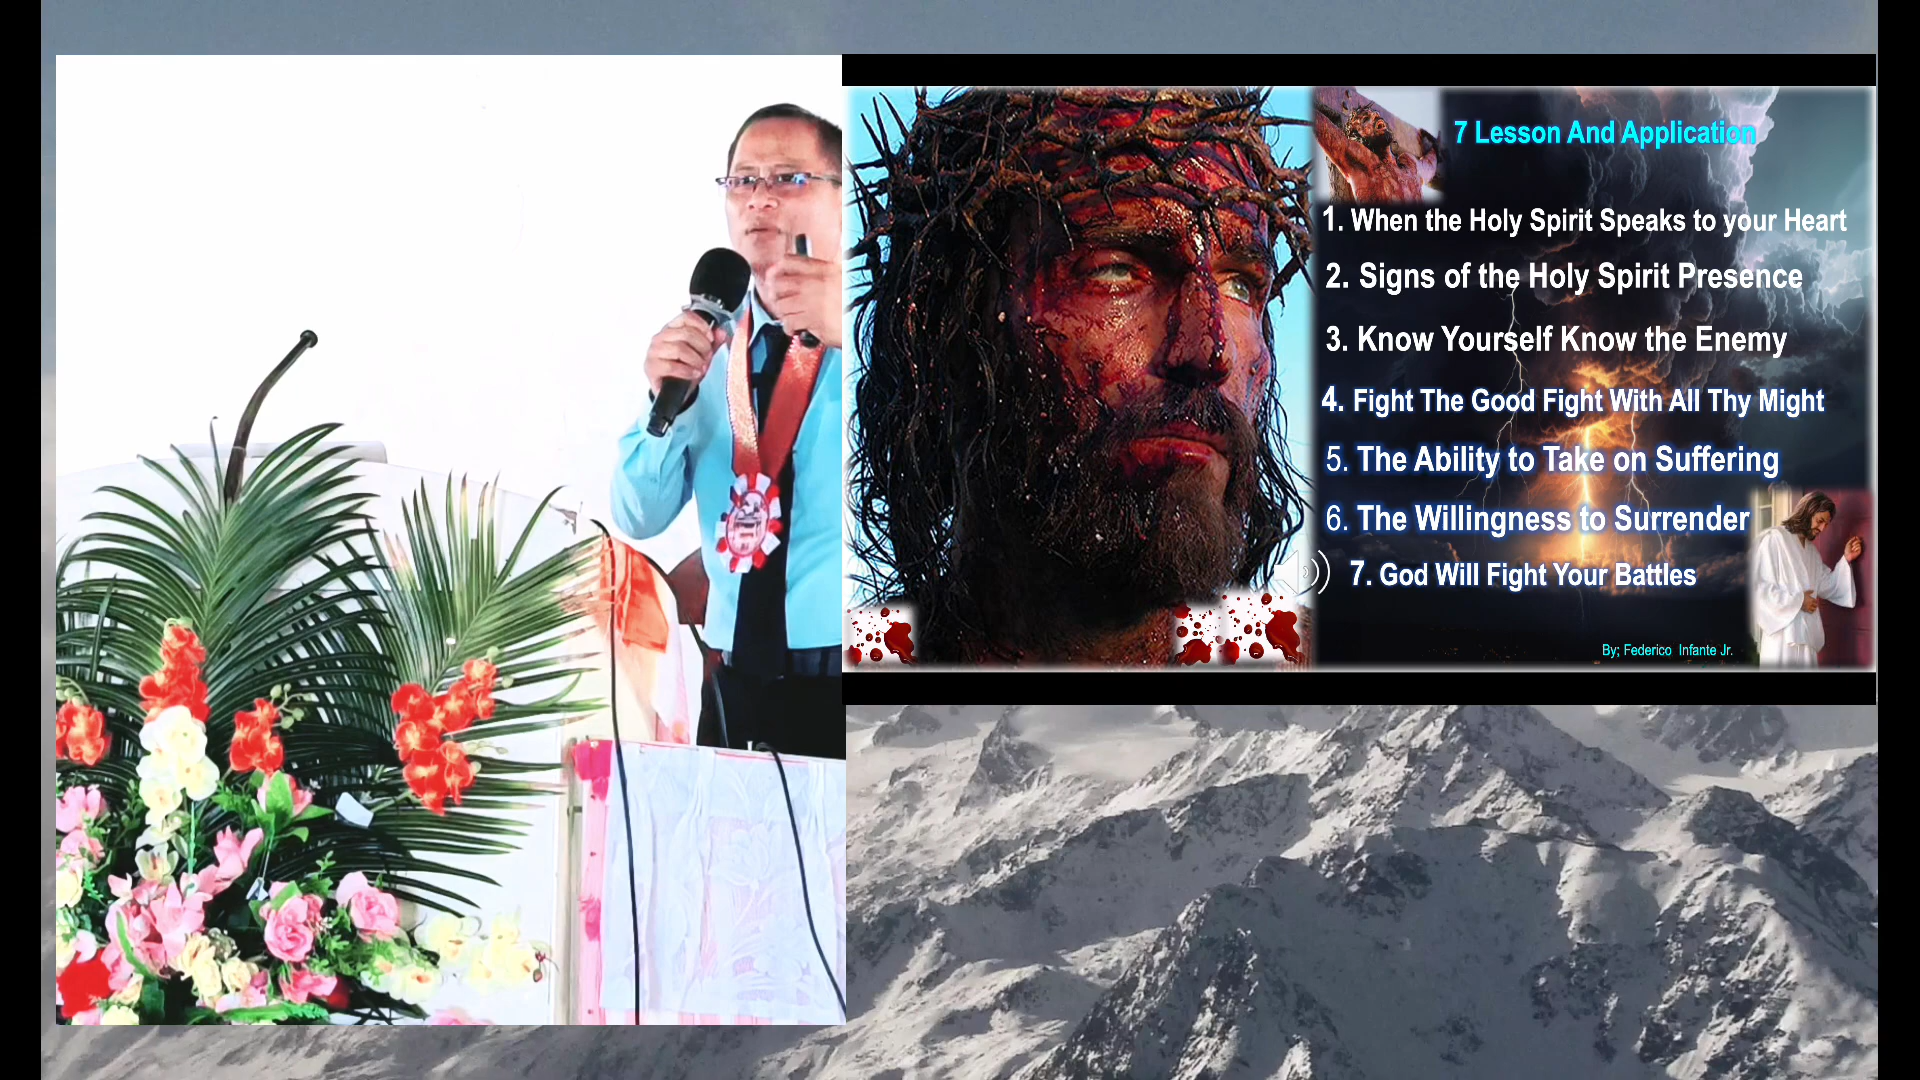 7 Lesson And Application
1. When the Holy Spirit Speaks to your Heart
2. Signs of the Holy Spirit Presence
3. Know Yourself Know the Enemy
4. Fight The Good Fight With All Thy Might
5. The Ability to Take on Suffering
6. The Willingness to Surrender
7. God Will Fight Your Battles
By; Federico Infante Jr.